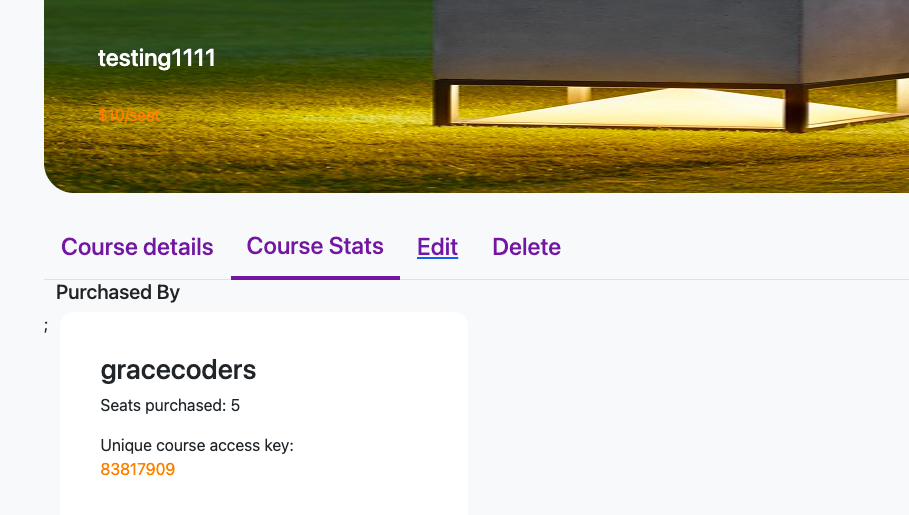 testing1111
$10/seat
Course details Course Stats Edit Delete
Purchased By
;
gracecoders
Seats purchased: 5
Unique course access key:
83817909